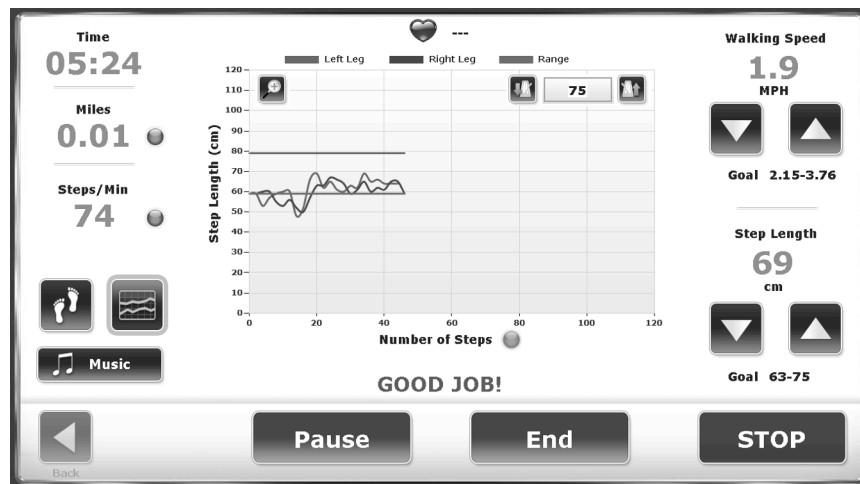 Time
05:24
Miles
0.01
Steps/Min
74
Music
---
Left Leg Right Leg Range
75
Step Length (cm)
120
110
100
90
80
70
60
50
40
30
20
10
0
0 20 40 60 80 100 120
Number of Steps
GOOD JOB!
Walking Speed
1.9
MPH
Goal 2.15-3.76
Step Length
69
cm
Goal 63-75
Back
Pause
End
STOP